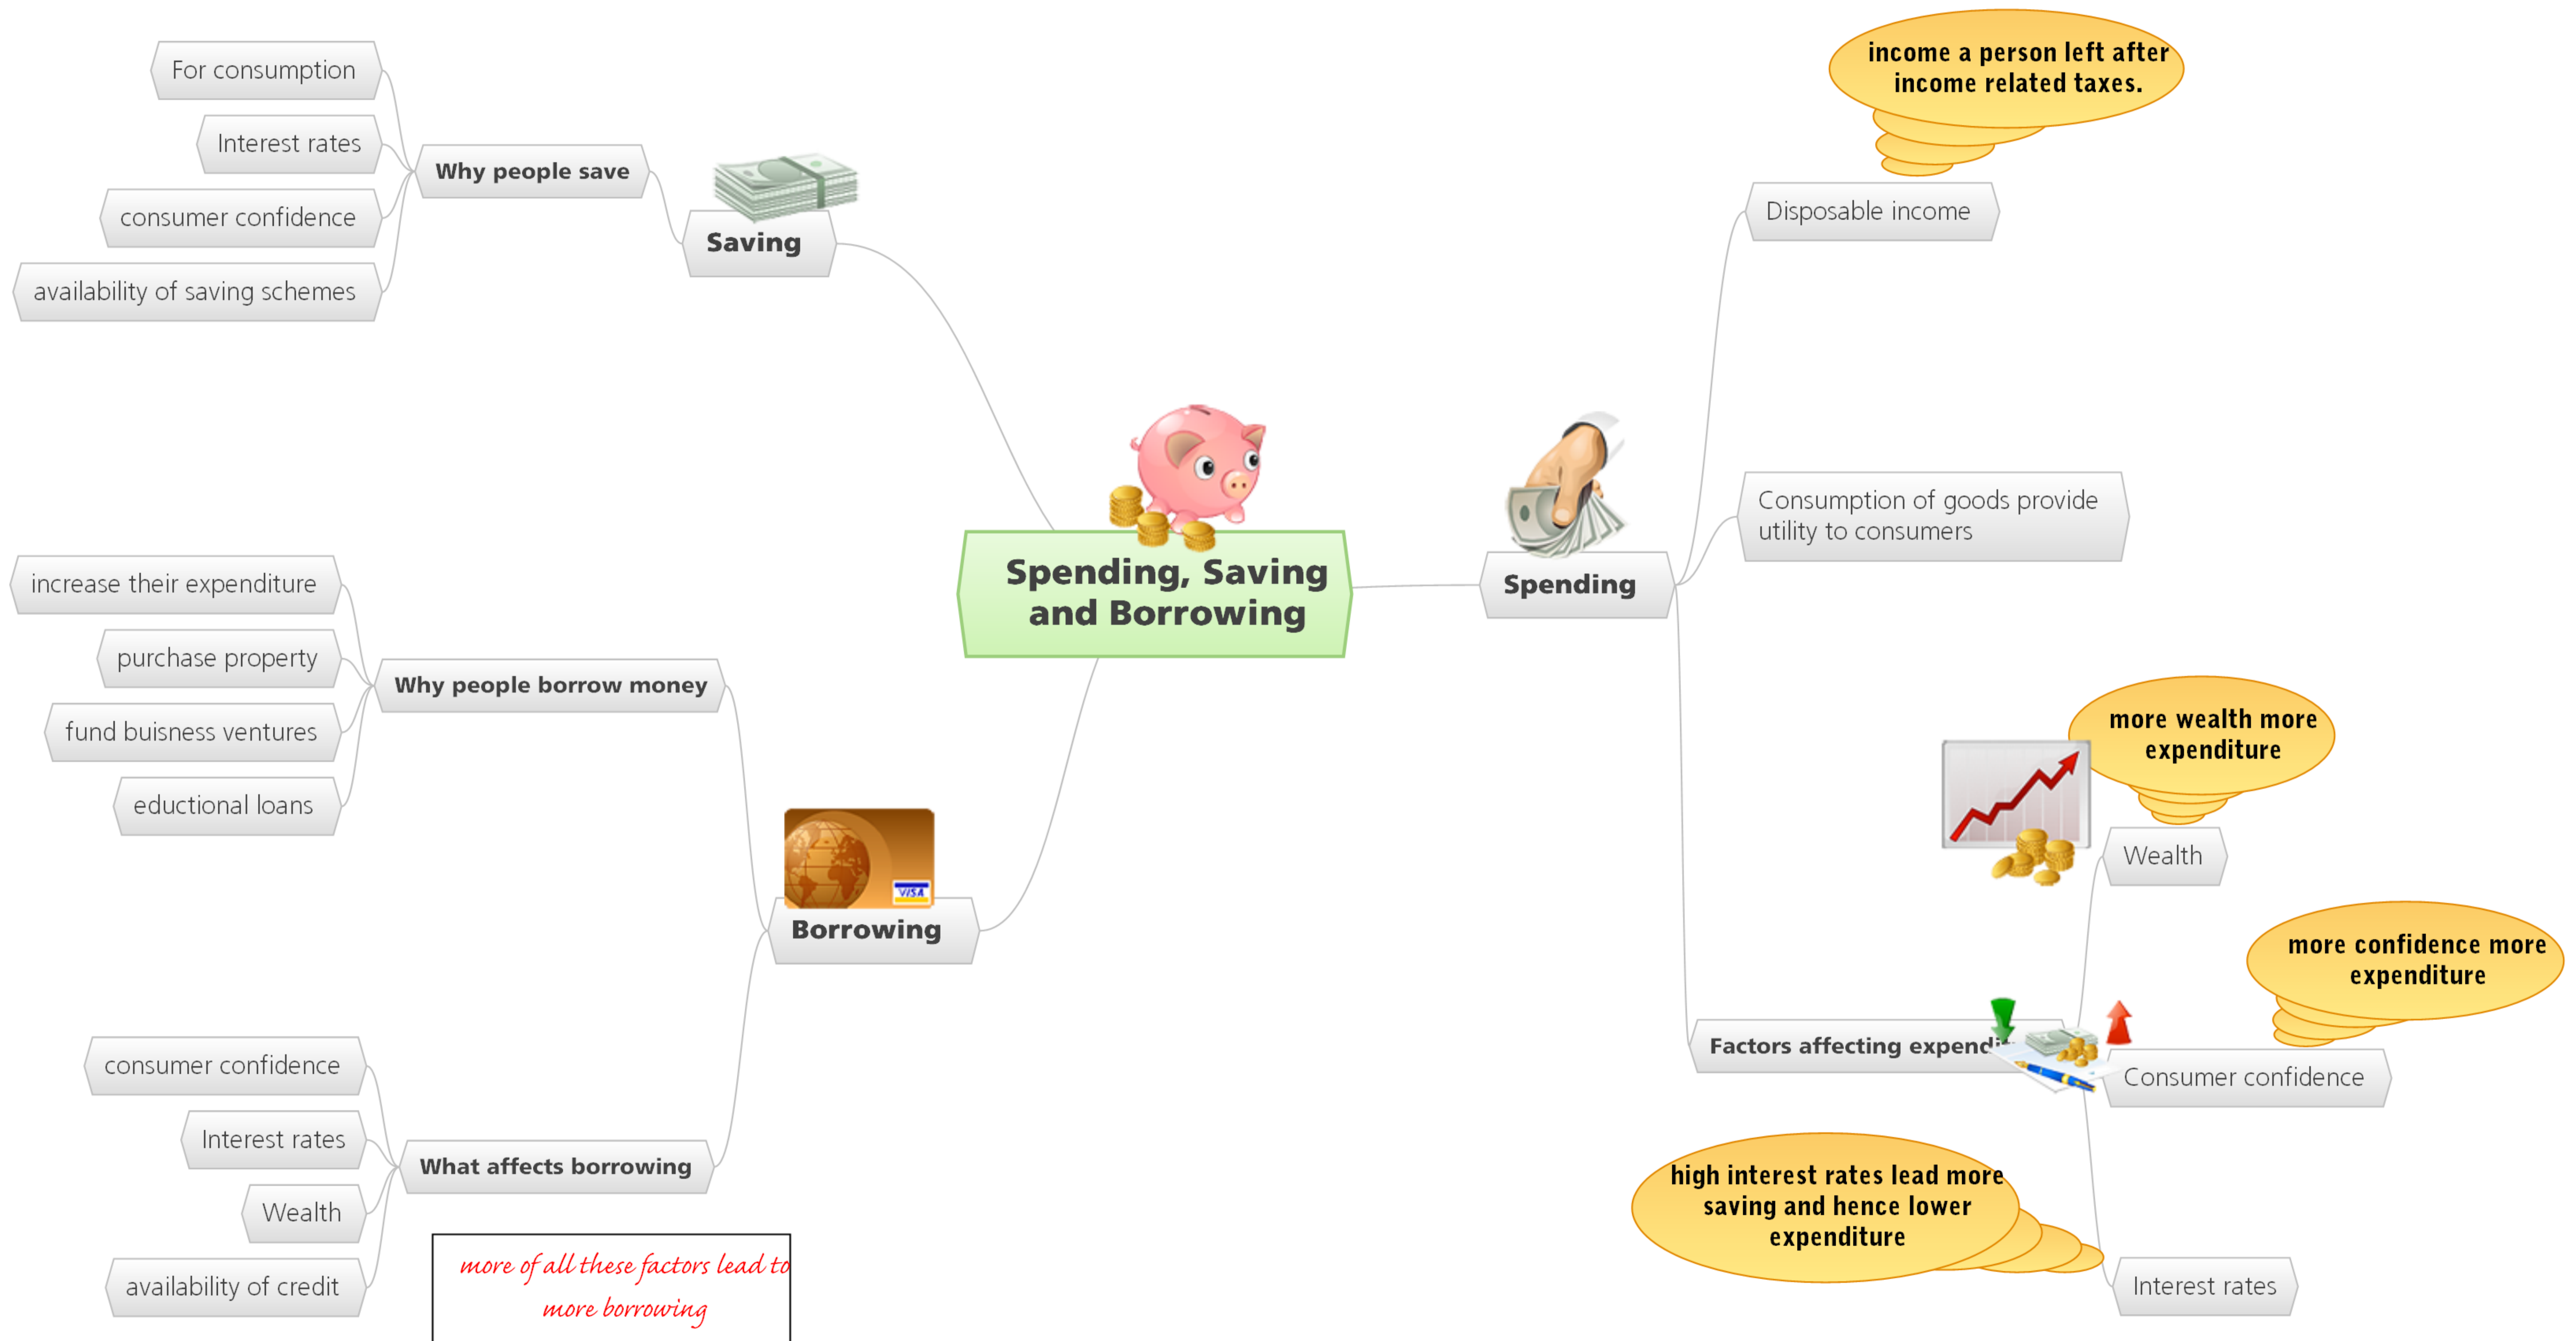 Spending, Saving
and Borrowing
Saving
Why people save
For consumption
Interest rates
consumer confidence
availability of saving schemes
Borrowing
VISA
Why people borrow money
increase their expenditure
purchase property
fund buisness ventures
eductional loans
What affects borrowing
consumer confidence
Interest rates
Wealth
availability of credit
more of all these factors lead to
more borrowing
Spending
income a person left after
income related taxes.
Disposable income
Consumption of goods provide
utility to consumers
Factors affecting
more wealth more
expenditure
Wealth
more confidence more
expenditure
Consumer confidence
high interest rates lead more
saving and hence lower
expenditure
Interest rates